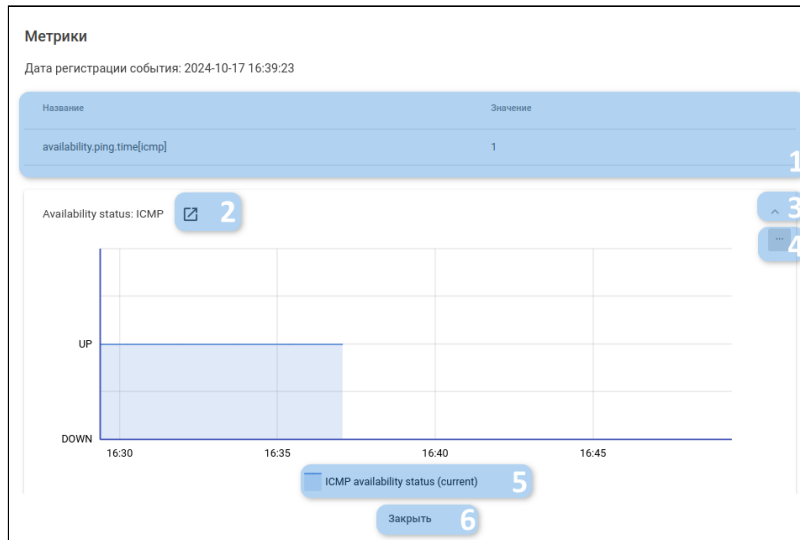 Метрики
Дата регистрации события: 2024-10-17 16:39:23
Название Значение
availability.ping.time[icmp] 1
1
Availability status: ICMP 2
3
... 4
UP
DOWN
16:30 16:35 16:40 16:45
ICMP availability status (current) 5
Закрыть 6